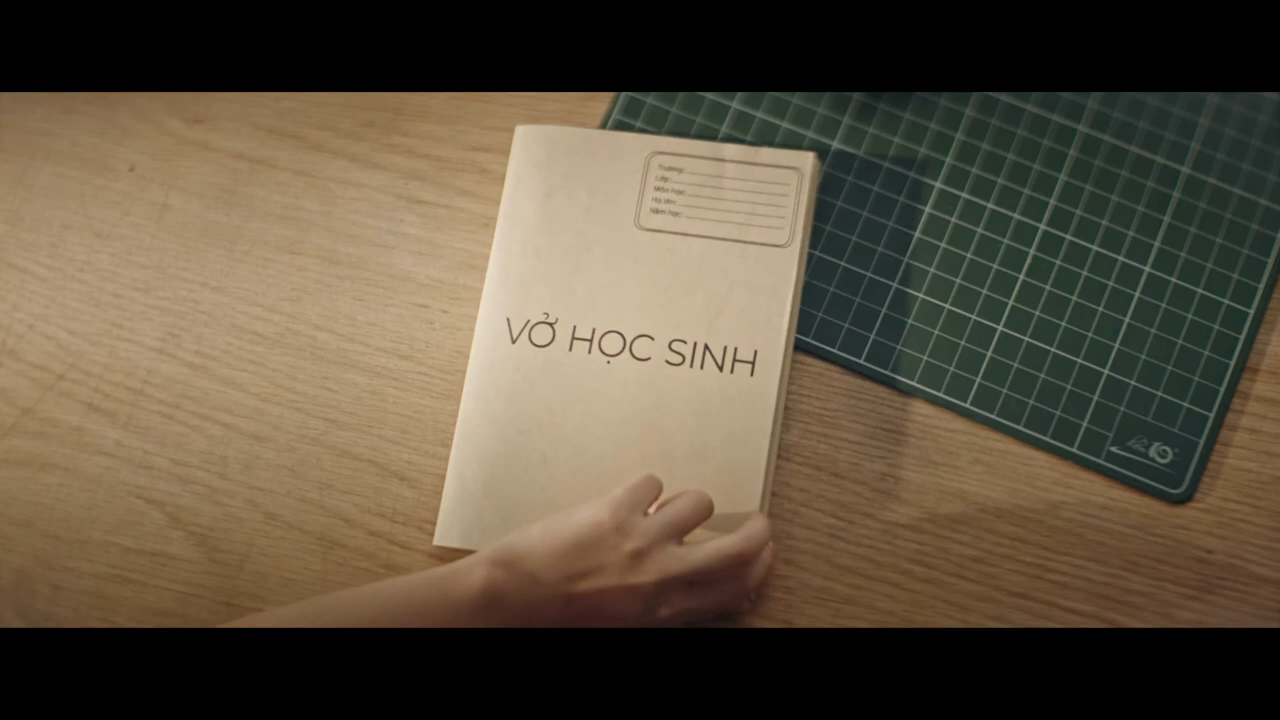 Trường:
Lớp:
Môn học:
Họ tên:
Năm học:
VỞ HỌC SINH